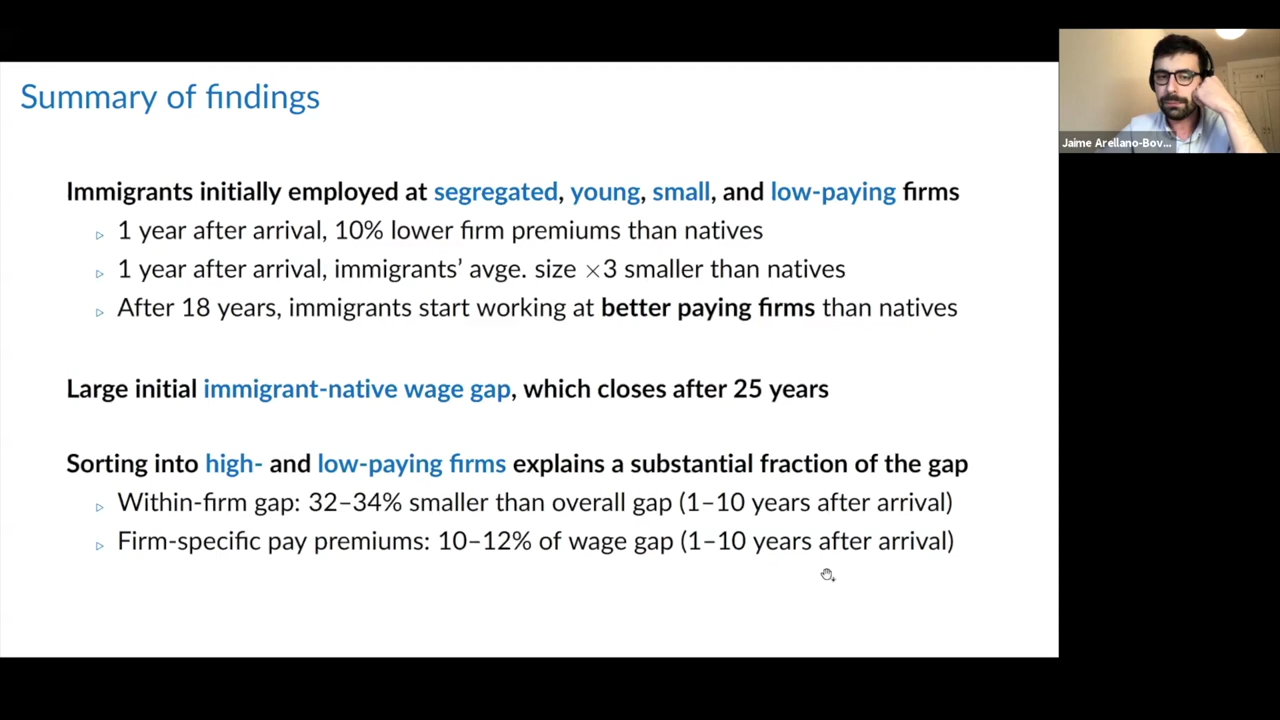 Summary of findings
Immigrants initially employed at segregated, young, small, and low-paying firms
▹ 1 year after arrival, 10% lower firm premiums than natives
▹ 1 year after arrival, immigrants' avge. size ×3 smaller than natives
▹ After 18 years, immigrants start working at better paying firms than natives
Large initial immigrant-native wage gap, which closes after 25 years
Sorting into high- and low-paying firms explains a substantial fraction of the gap
▹ Within-firm gap: 32–34% smaller than overall gap (1–10 years after arrival)
▹ Firm-specific pay premiums: 10–12% of wage gap (1–10 years after arrival)
Jaime Arellano-Bov...